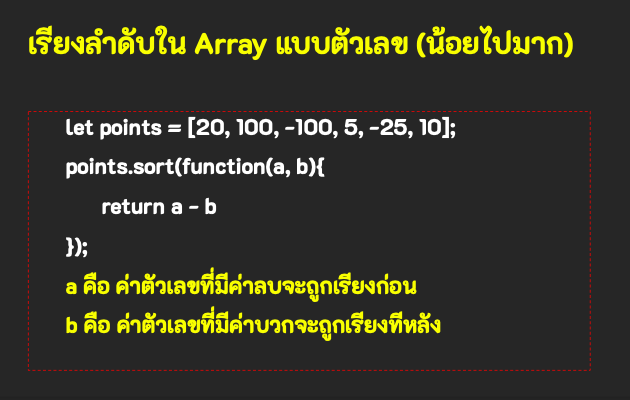 เรียงลำดับใน Array แบบตัวเลข (น้อยไปมาก)
let points = [20, 100, -100, 5, -25, 10];
points.sort(function(a, b){
return a - b
});
a คือ ค่าตัวเลขที่มีค่าลบจะถูกเรียงก่อน
b คือ ค่าตัวเลขที่มีค่าบวกจะถูกเรียงทีหลัง